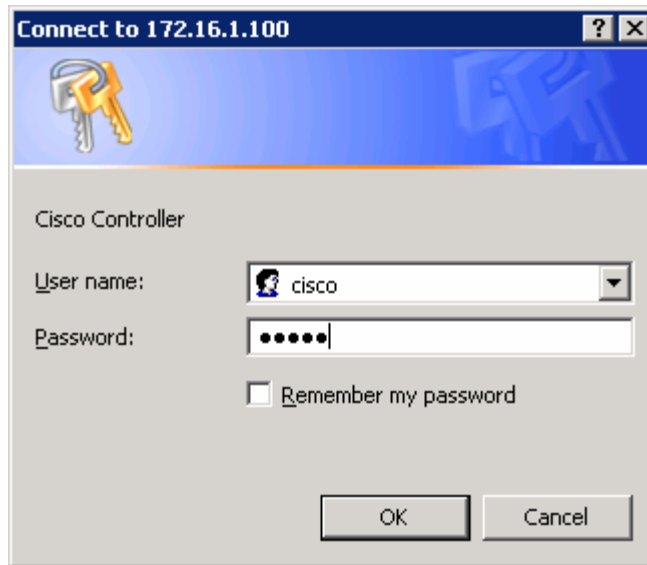 Connect to 172.16.1.100
Cisco Controller
User name: cisco
Password: •••••
Remember my password
OK Cancel